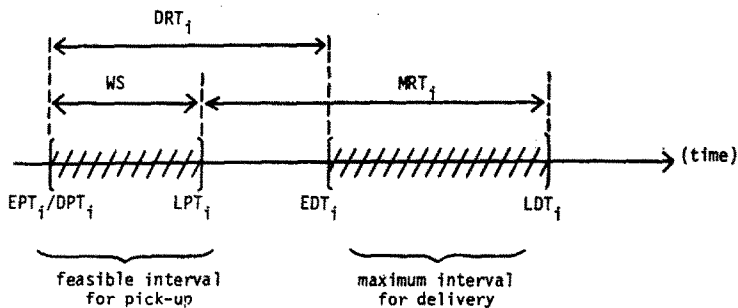 DRT_i
WS MRT_i
(time)
EPT_i/DPT_i LPT_i EDT_i LDT_i
feasible interval maximum interval
for pick-up for delivery